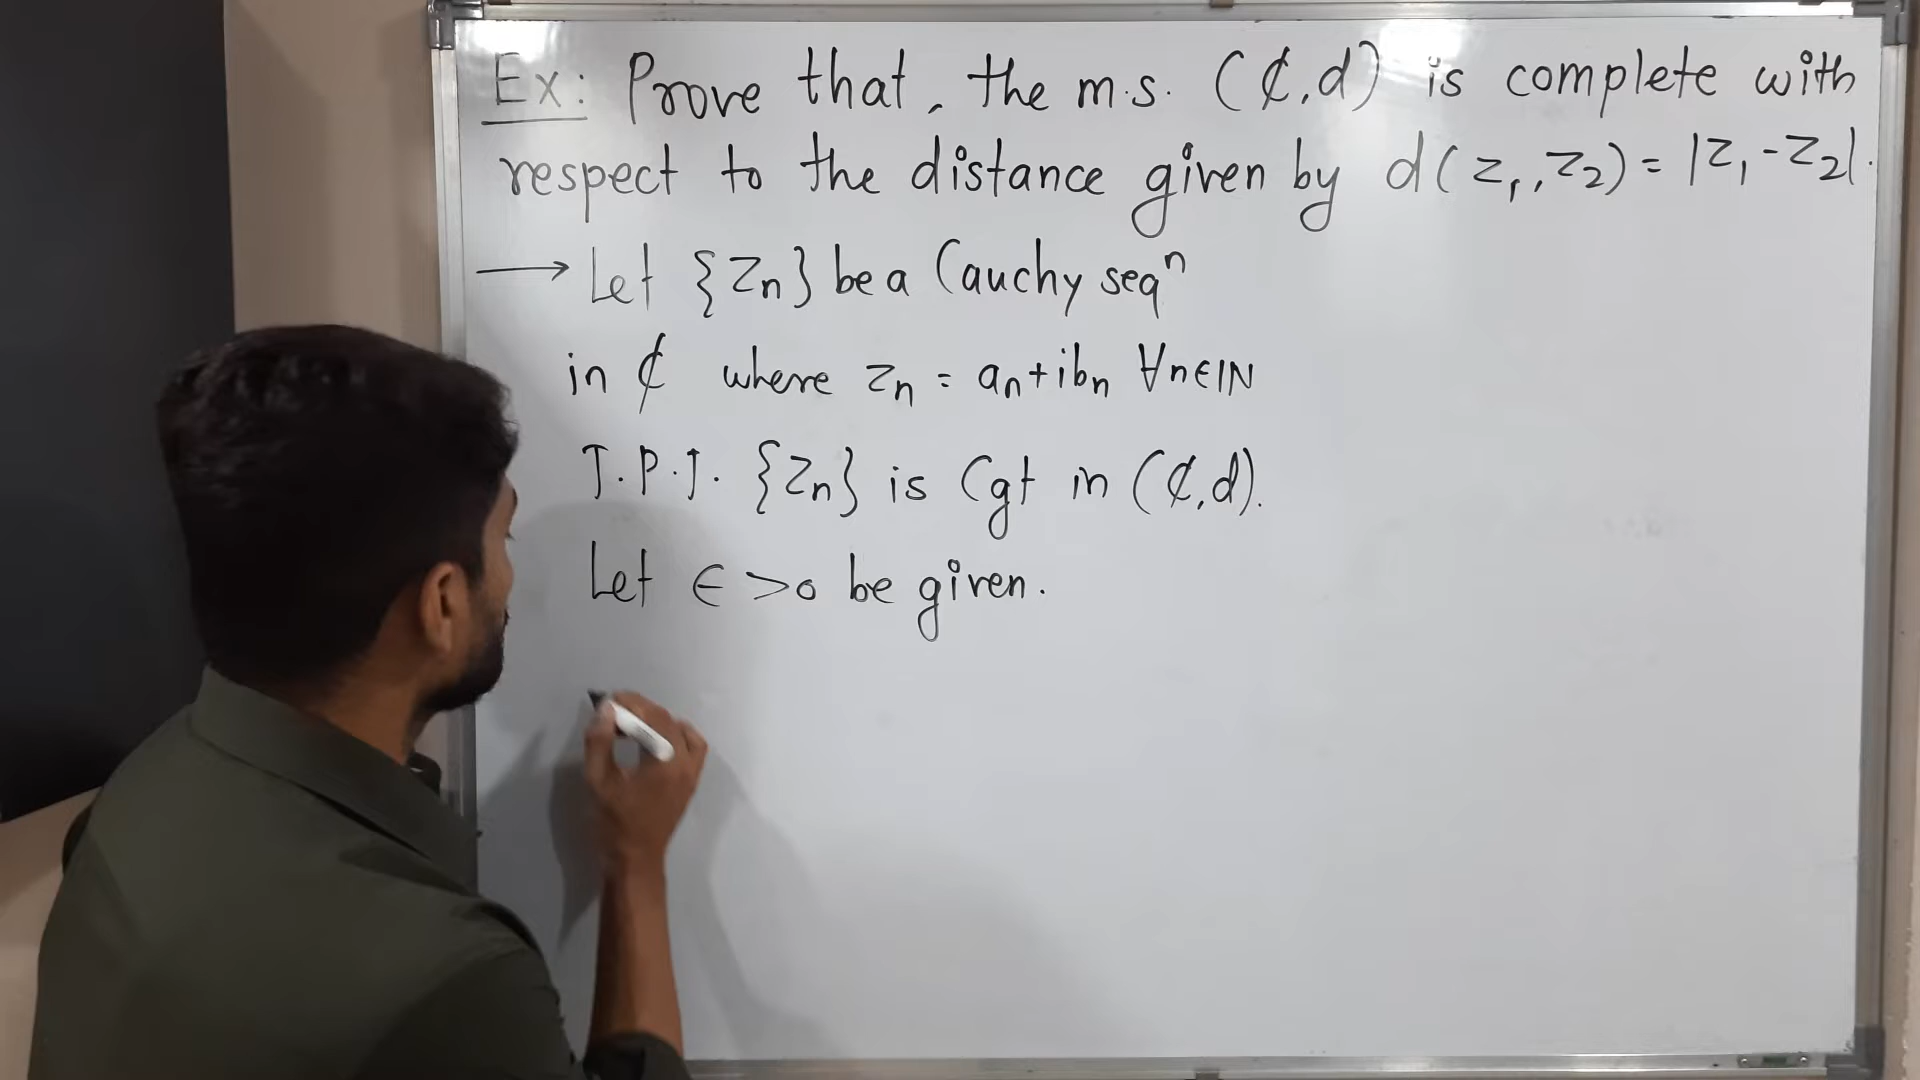 Ex: Prove that, the m.s. (₵,d) is complete with
respect to the distance given by d(z₁,z₂) = |z₁-z₂|.
→ Let {zₙ} be a Cauchy seqⁿ
in ₵ where zₙ = aₙ+ibₙ ∀n∈IN
T.P.T. {zₙ} is Cgt in (₵,d).
Let ∈ >0 be given.